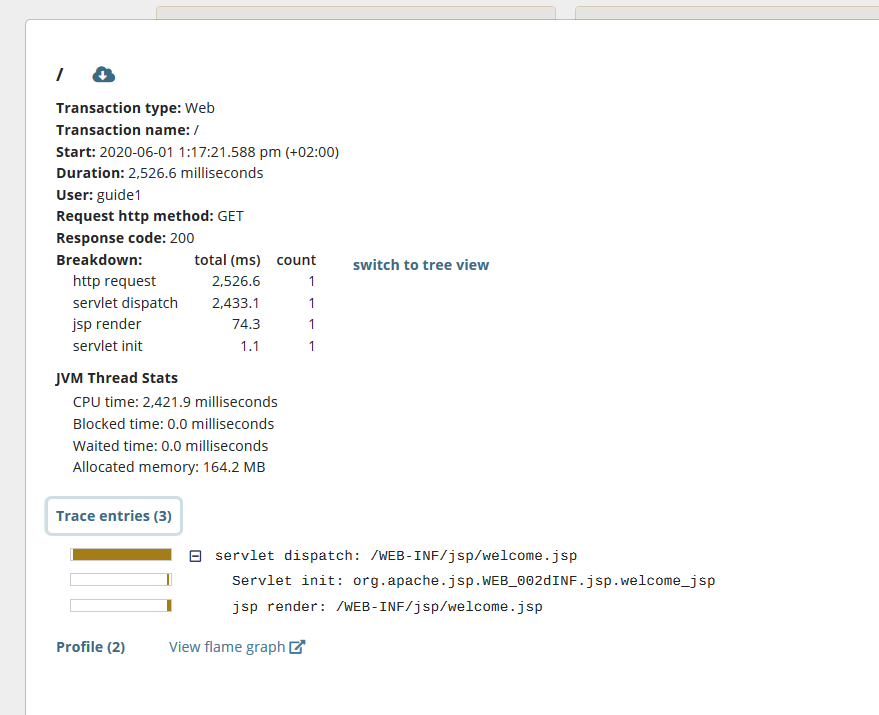 /
Transaction type: Web
Transaction name: /
Start: 2020-06-01 1:17:21.588 pm (+02:00)
Duration: 2,526.6 milliseconds
User: guide1
Request http method: GET
Response code: 200
Breakdown: total (ms) count switch to tree view
http request 2,526.6 1
servlet dispatch 2,433.1 1
jsp render 74.3 1
servlet init 1.1 1
JVM Thread Stats
CPU time: 2,421.9 milliseconds
Blocked time: 0.0 milliseconds
Waited time: 0.0 milliseconds
Allocated memory: 164.2 MB
Trace entries (3)
servlet dispatch: /WEB-INF/jsp/welcome.jsp
Servlet init: org.apache.jsp.WEB_002dINF.jsp.welcome_jsp
jsp render: /WEB-INF/jsp/welcome.jsp
Profile (2) View flame graph